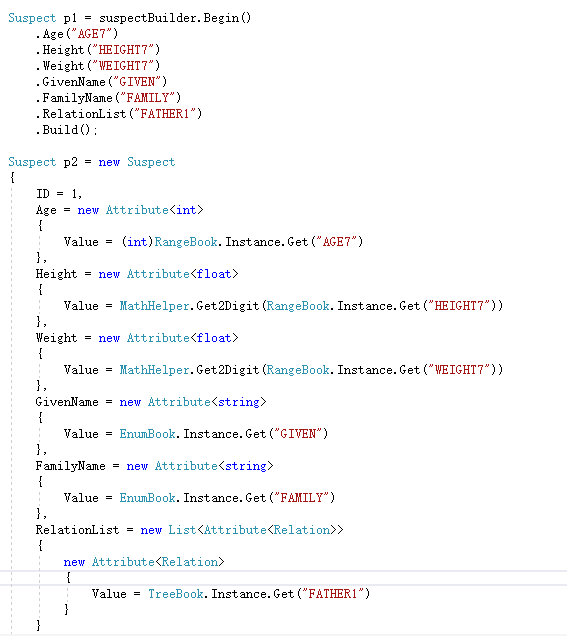 Suspect p1 = suspectBuilder.Begin()
.Age("AGE7")
.Height("HEIGHT7")
.Weight("WEIGHT7")
.GivenName("GIVEN")
.FamilyName("FAMILY")
.RelationList("FATHER1")
.Build();
Suspect p2 = new Suspect
{
ID = 1,
Age = new Attribute<int>
{
Value = (int)RangeBook.Instance.Get("AGE7")
},
Height = new Attribute<float>
{
Value = MathHelper.Get2Digit(RangeBook.Instance.Get("HEIGHT7"))
},
Weight = new Attribute<float>
{
Value = MathHelper.Get2Digit(RangeBook.Instance.Get("WEIGHT7"))
},
GivenName = new Attribute<string>
{
Value = EnumBook.Instance.Get("GIVEN")
},
FamilyName = new Attribute<string>
{
Value = EnumBook.Instance.Get("FAMILY")
},
RelationList = new List<Attribute<Relation>>
{
new Attribute<Relation>
{
Value = TreeBook.Instance.Get("FATHER1")
}
}